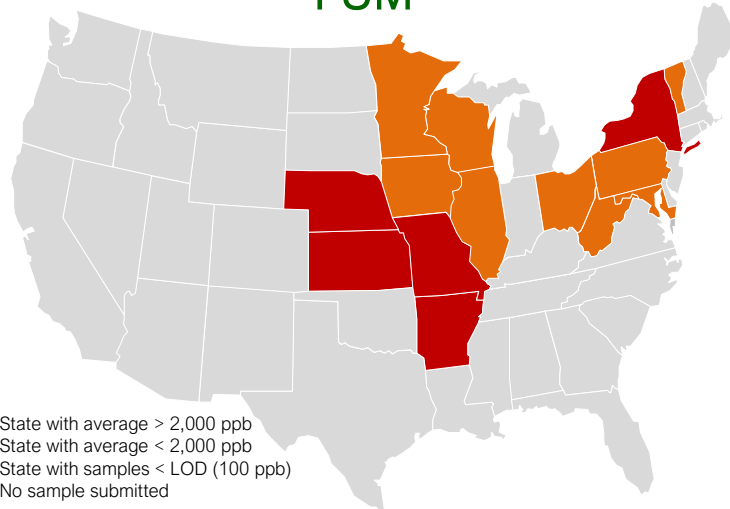 FUM
State with average > 2,000 ppb
State with average < 2,000 ppb
State with samples < LOD (100 ppb)
No sample submitted